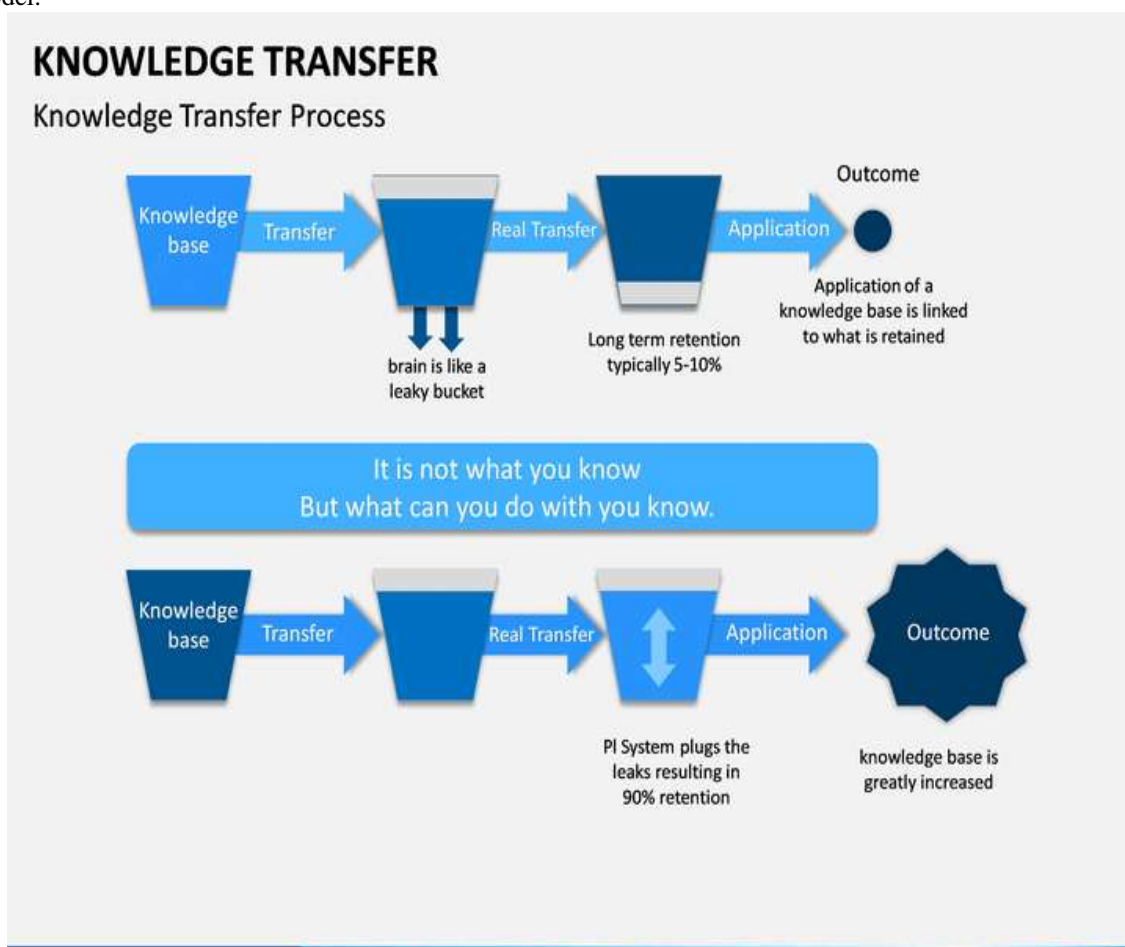 KNOWLEDGE TRANSFER
Knowledge Transfer Process
Knowledge
base
Transfer
brain is like a
leaky bucket
Real Transfer
Long term retention
typically 5-10%
Application
Outcome
Application of a
knowledge base is linked
to what is retained
It is not what you know
But what can you do with you know.
Knowledge
base
Transfer
Real Transfer
PI System plugs the
leaks resulting in
90% retention
Application
Outcome
knowledge base is
greatly increased